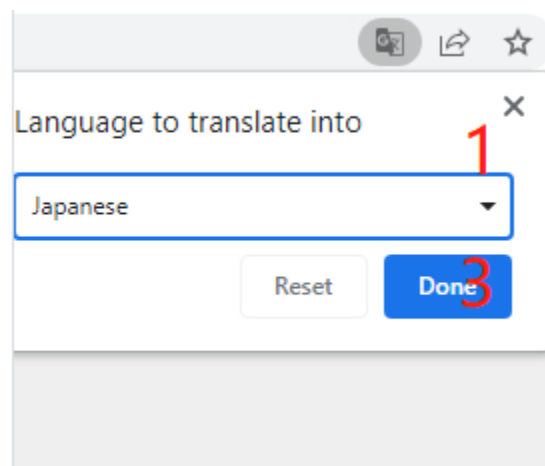 Language to translate into
1
Japanese
Reset
Done
3